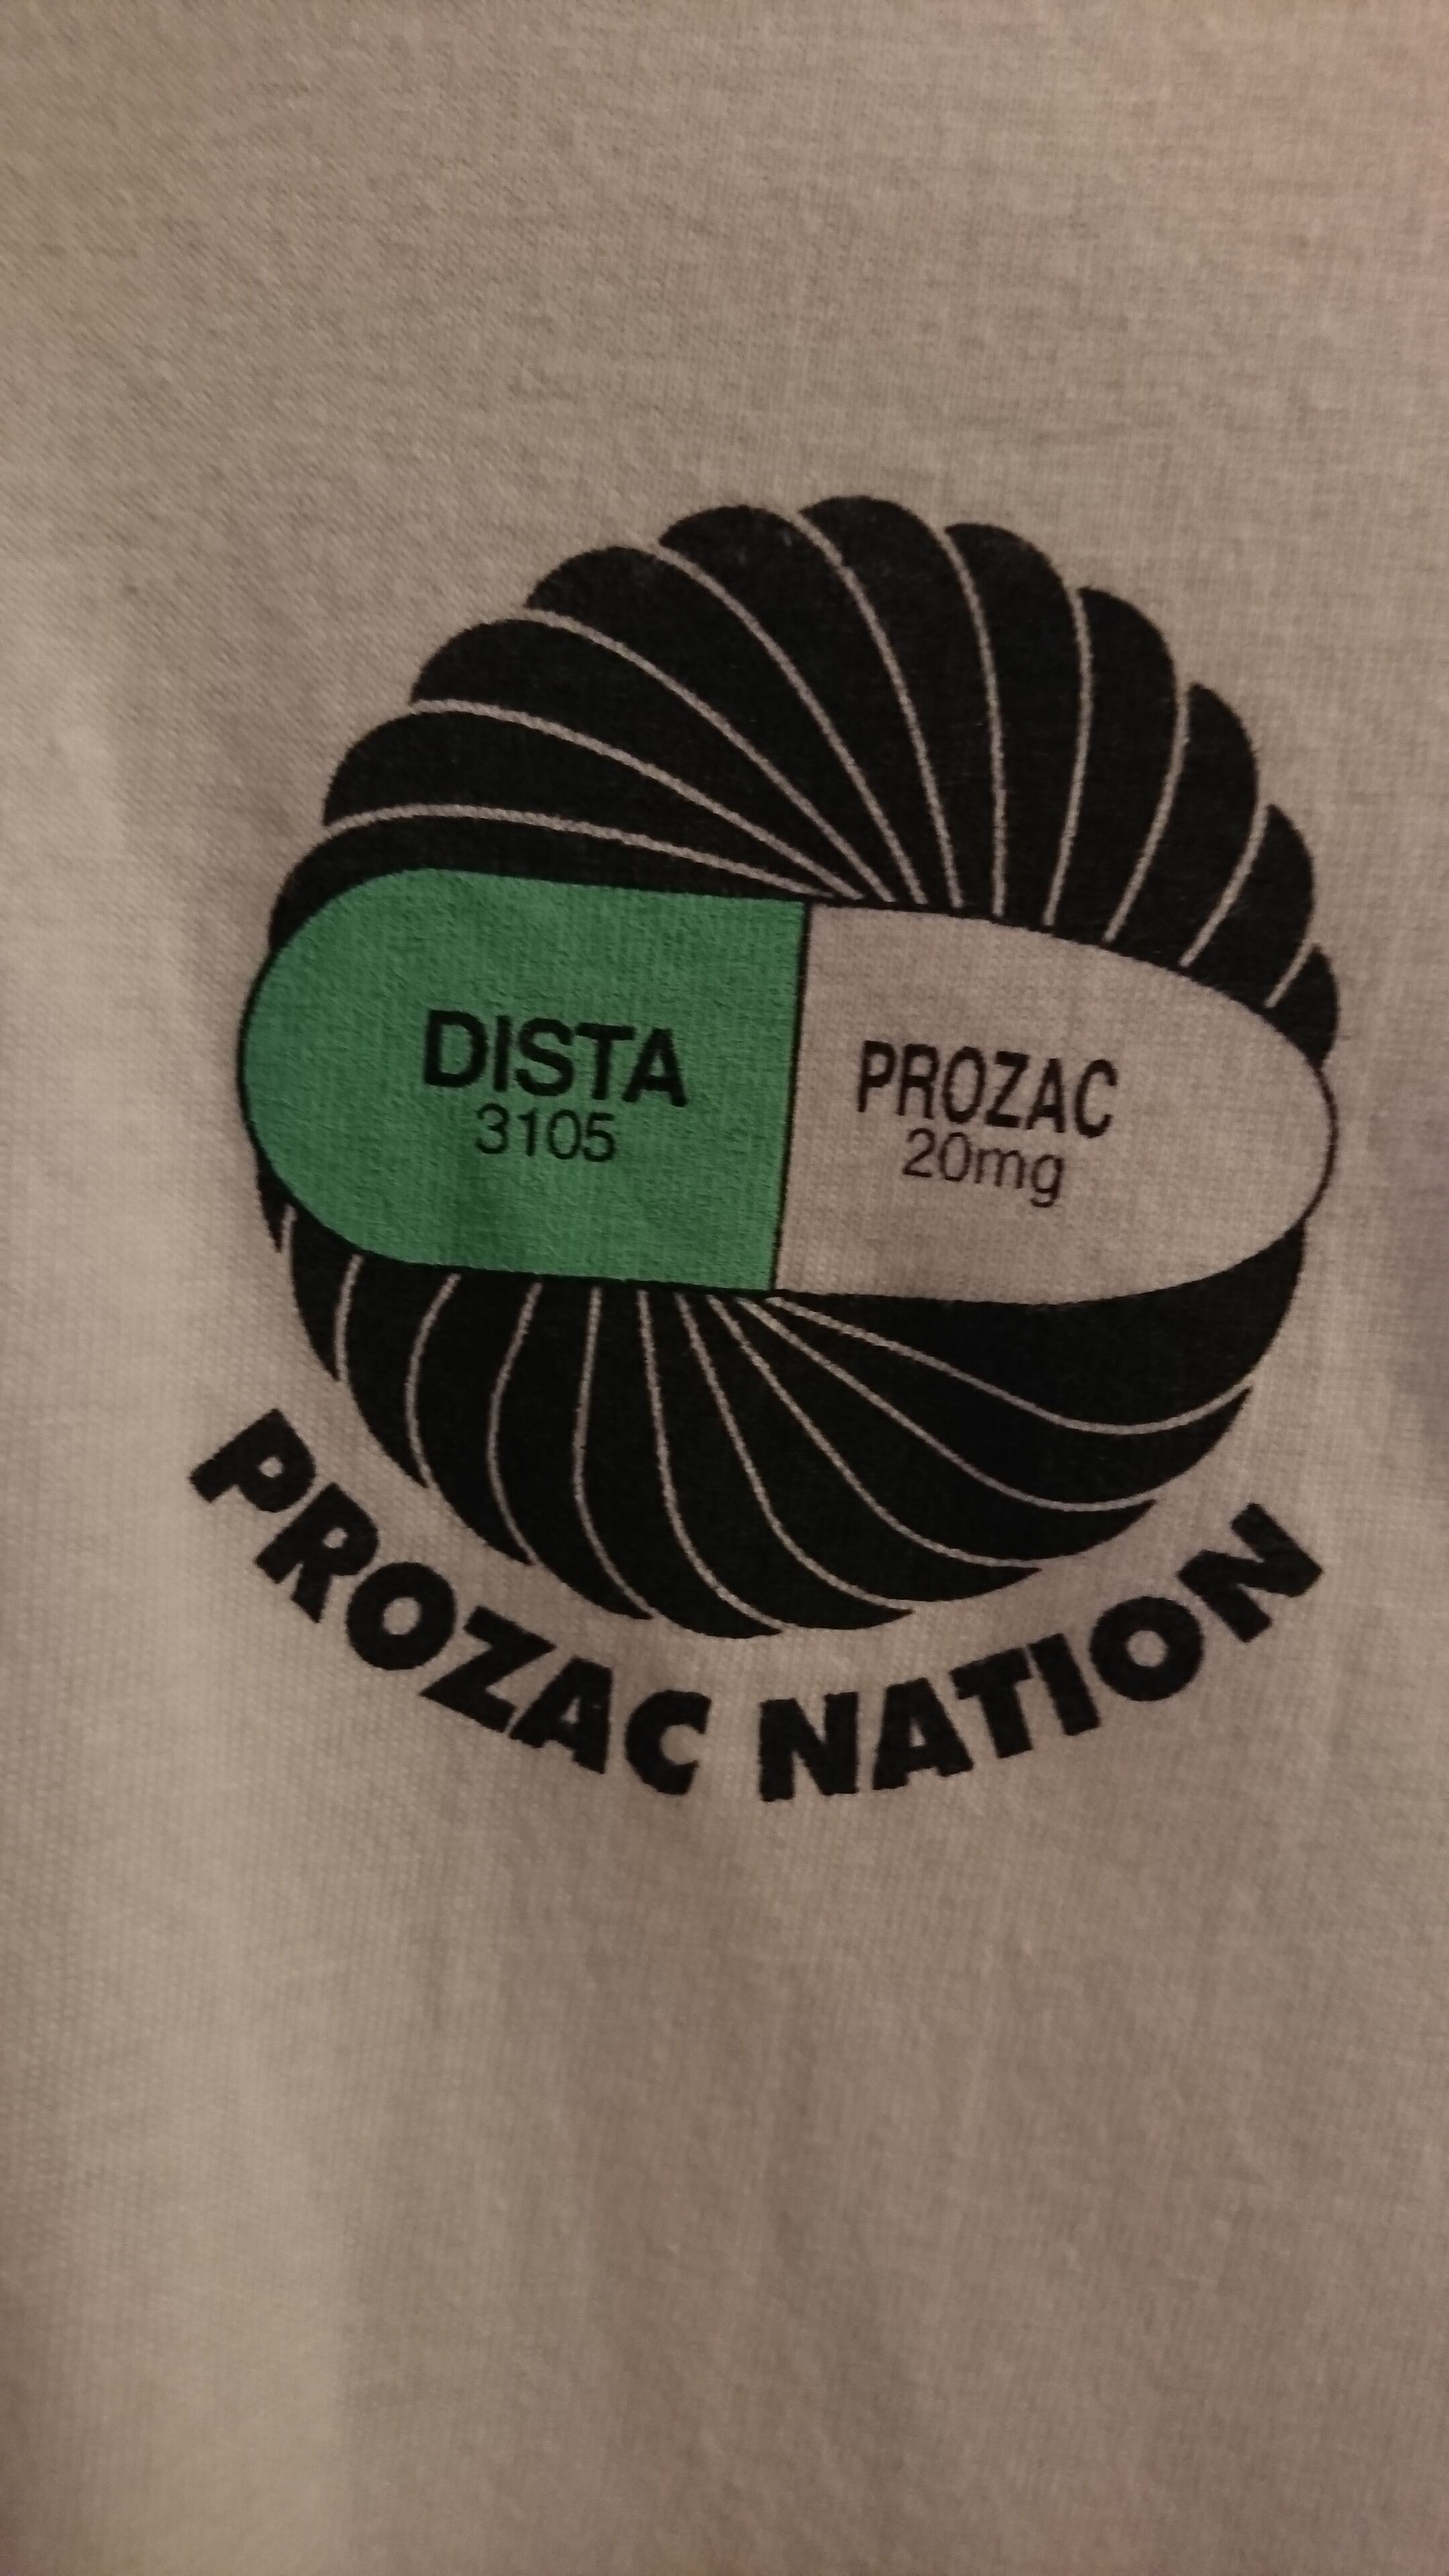 DISTA
3105
PROZAC
20mg
PROZAC NATION